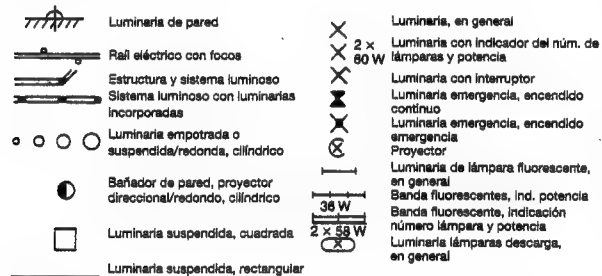 Luminaria de pared
Raíl eléctrico con focos
Estructura y sistema luminoso
Sistema luminoso con luminarias
incorporadas
Luminaria empotrada o
suspendida/redonda, cilíndrico
Bañador de pared, proyector
direccional/redondo, cilíndrico
Luminaria suspendida, cuadrada
Luminaria suspendida, rectangular
Luminaria, en general
2 ×
60 W
Luminaria con indicador del núm. de
lámparas y potencia
Luminaria con interruptor
Luminaria emergencia, encendido
continuo
Luminaria emergencia, encendido
emergencia
Proyector
Luminaria de lámpara fluorescente,
en general
Banda fluorescentes, ind. potencia
36 W
Banda fluorescente, indicación
número lámpara y potencia
2 × 58 W
Luminaria lámparas descarga,
en general